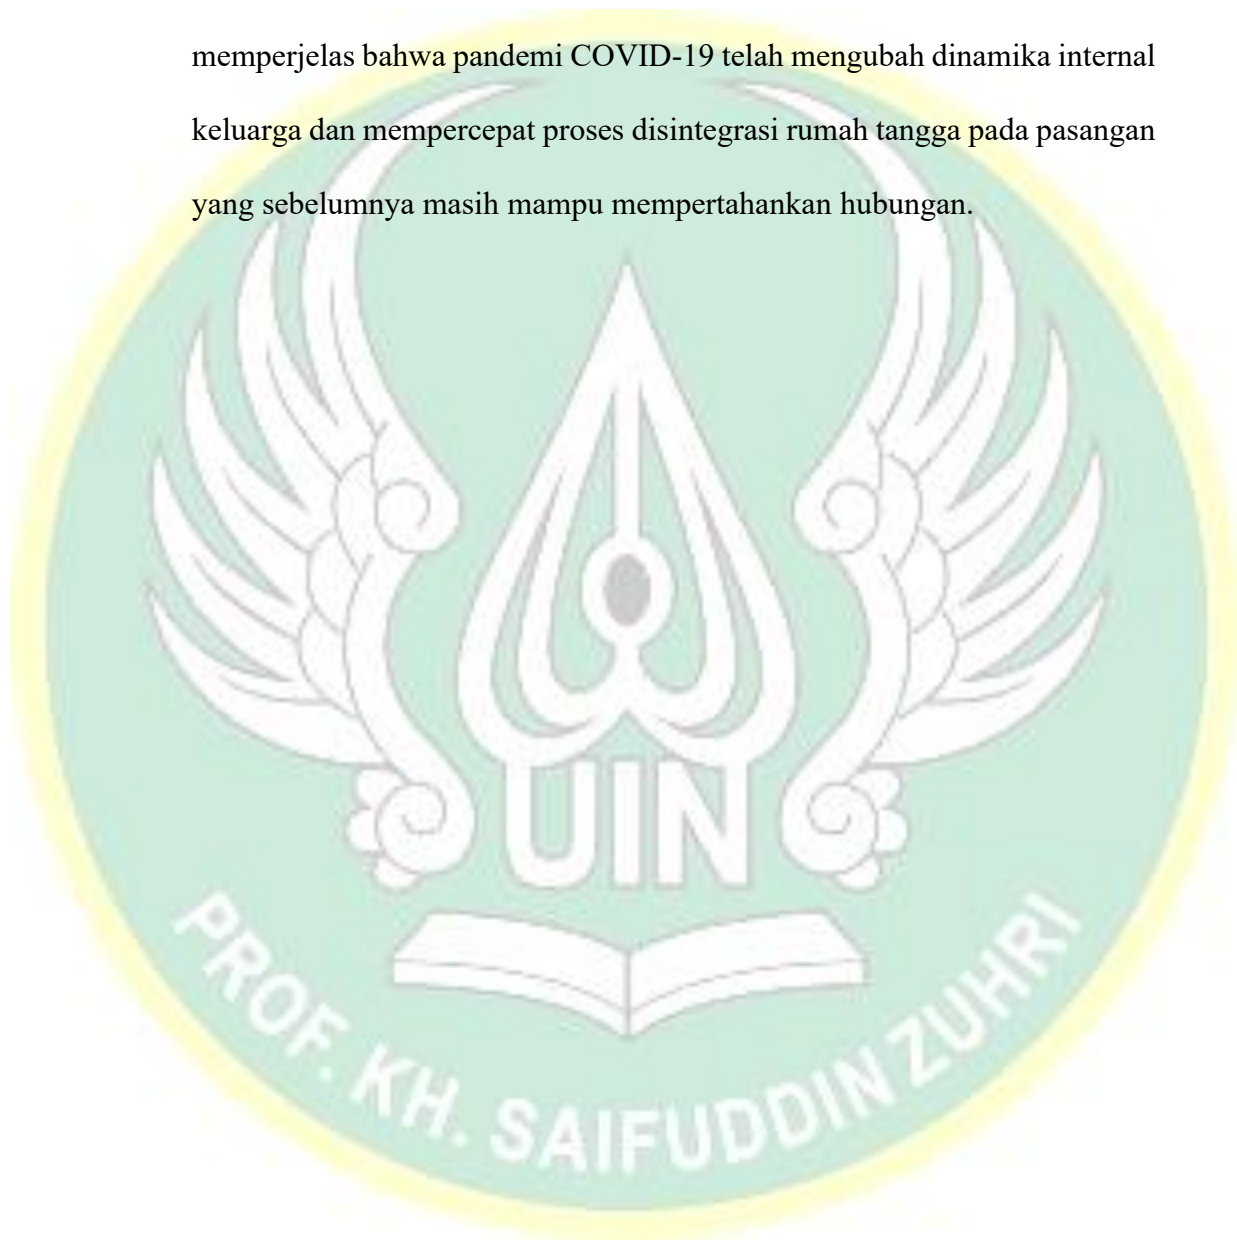 memperjelas bahwa pandemi COVID-19 telah mengubah dinamika internal
keluarga dan mempercepat proses disintegrasi rumah tangga pada pasangan
yang sebelumnya masih mampu mempertahankan hubungan.
UIN
PROF. KH. SAIFUDDIN ZUHRI